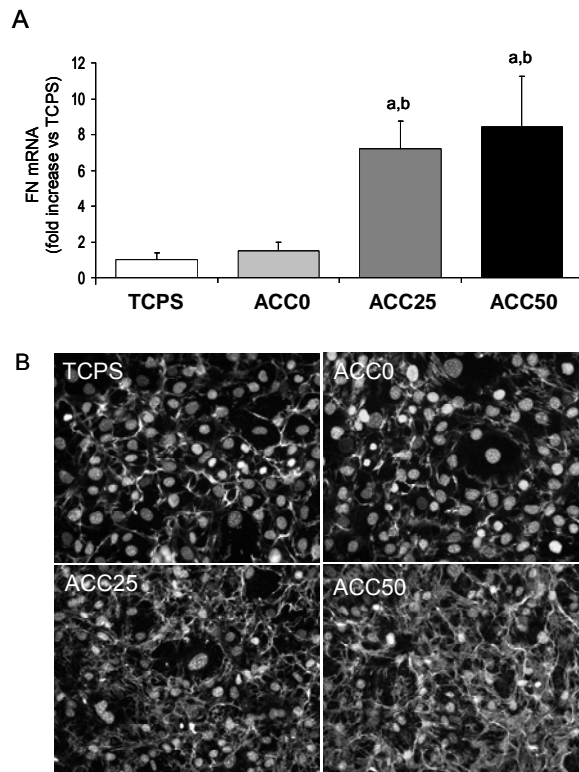 A
FN mRNA
(fold increase vs TCPS)
12
10
8
6
4
2
0
a,b
a,b
TCPS
ACC0
ACC25
ACC50
B
TCPS
ACC0
ACC25
ACC50